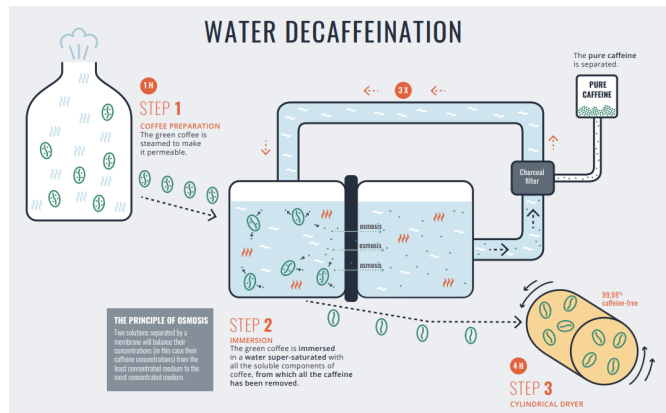 WATER DECAFFEINATION
1 H
STEP 1
COFFEE PREPARATION
The green coffee is
steamed to make
it permeable.
3 X
The pure caffeine
is separated.
PURE
CAFFEINE
Charcoal
filter
osmosis
osmosis
osmosis
THE PRINCIPLE OF OSMOSIS
Two solutions separated by a
membrane will balance their
concentrations (in this case their
caffeine concentrations) from the
least concentrated medium to the
most concentrated medium.
STEP 2
IMMERSION
The green coffee is immersed
in a water super-saturated with
all the soluble components of
coffee, from which all the caffeine
has been removed.
99,98%
caffeine-free
4 H
STEP 3
CYLINDRICAL DRYER